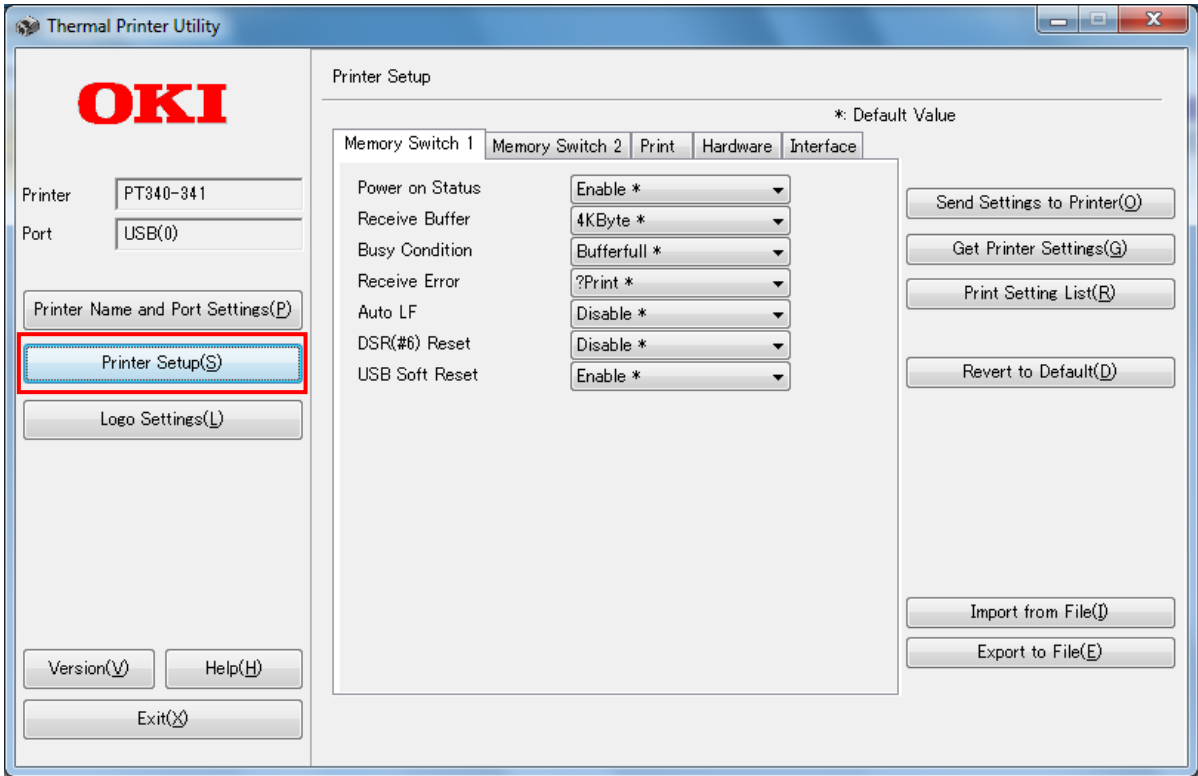 Thermal Printer Utility
OKI
Printer PT340-341
Port USB(0)
Printer Name and Port Settings(P)
Printer Setup(S)
Logo Settings(L)
Version(V) Help(H)
Exit(X)
Printer Setup
*: Default Value
Memory Switch 1 Memory Switch 2 Print Hardware Interface
Power on Status Enable *
Receive Buffer 4KByte *
Busy Condition Bufferfull *
Receive Error ?Print *
Auto LF Disable *
DSR(#6) Reset Disable *
USB Soft Reset Enable *
Send Settings to Printer(O)
Get Printer Settings(G)
Print Setting List(R)
Revert to Default(D)
Import from File(I)
Export to File(E)